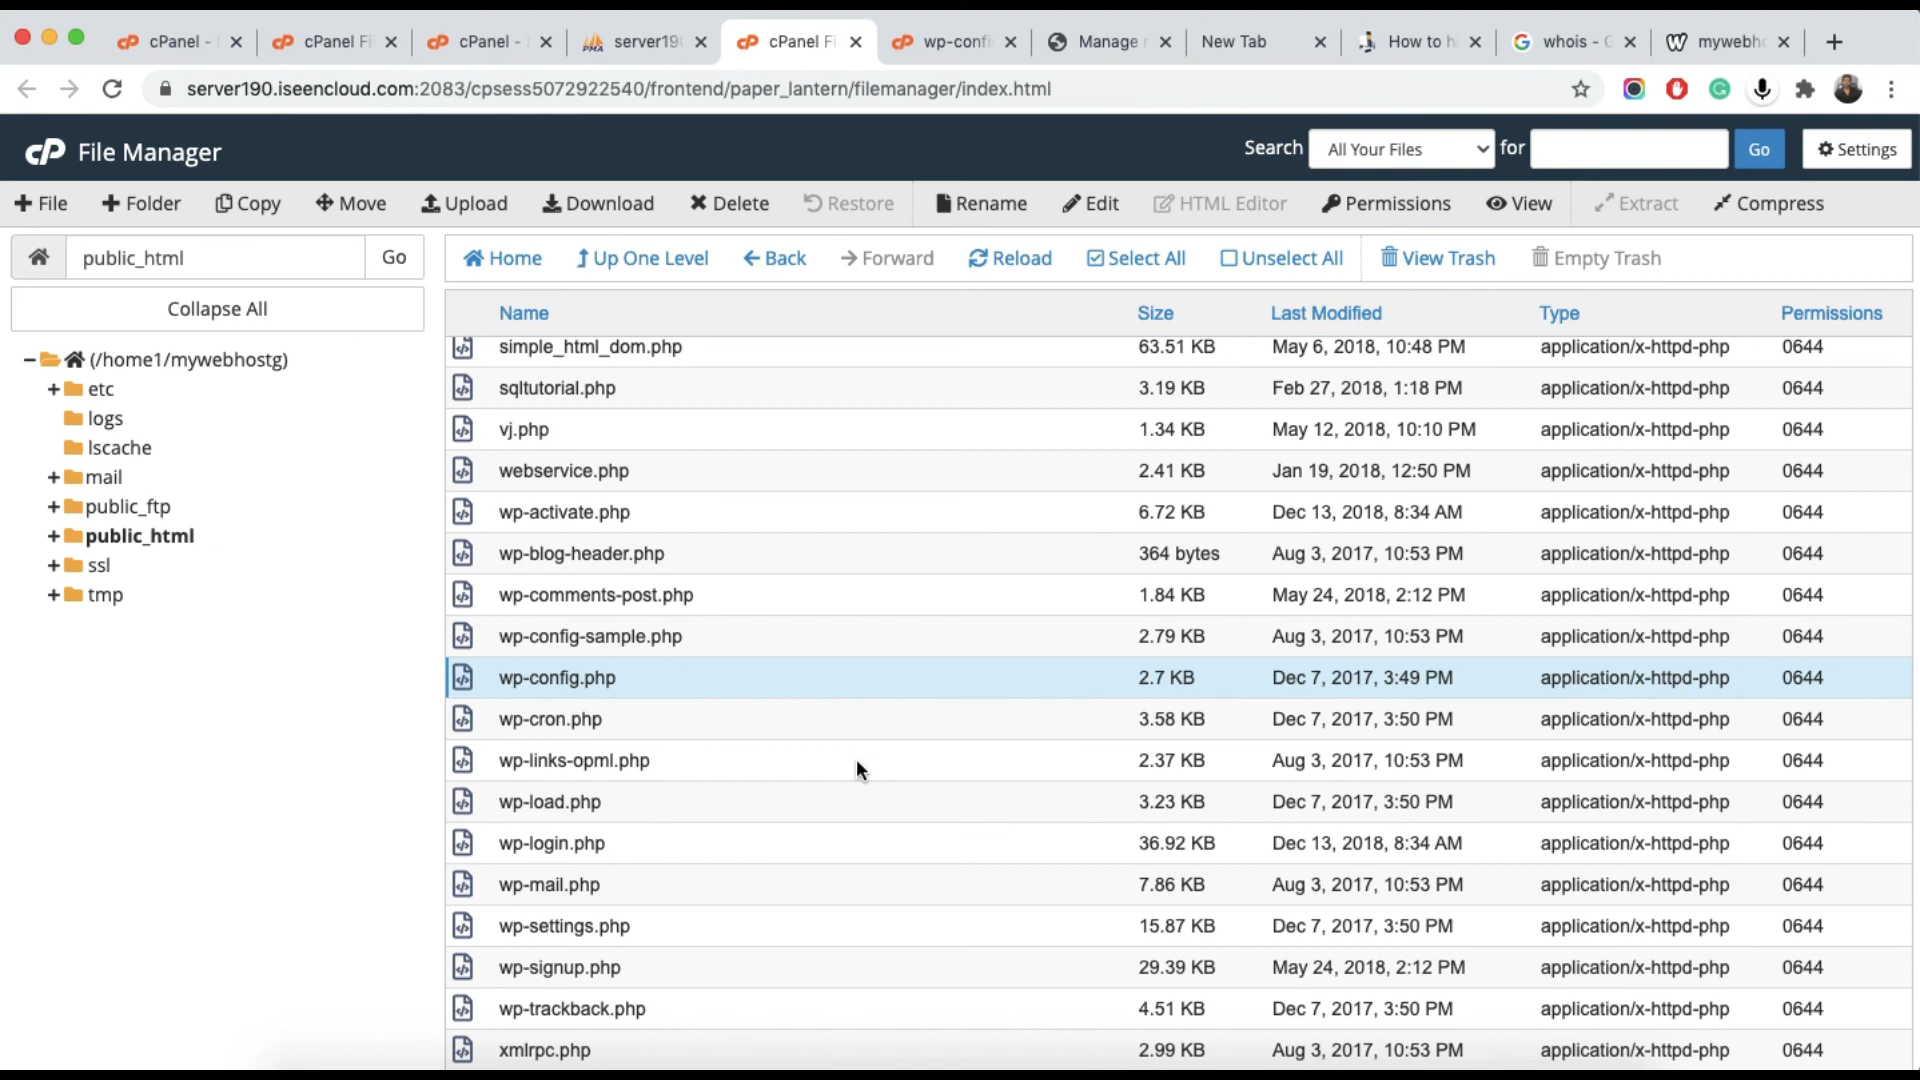 cPanel -
cPanel Fi
cPanel -
PMA server190
cPanel Fi
wp-confi
Manage
New Tab
How to h
whois - G
mywebho
server190.iseencloud.com:2083/cpsess5072922540/frontend/paper_lantern/filemanager/index.html
cP File Manager
Search All Your Files for Go Settings
File Folder Copy Move Upload Download Delete Restore Rename Edit HTML Editor Permissions View Extract Compress
public_html Go
Home Up One Level Back Forward Reload Select All Unselect All View Trash Empty Trash
Collapse All
(/home1/mywebhostg)
etc
logs
lscache
mail
public_ftp
public_html
ssl
tmp
Name Size Last Modified Type Permissions
simple_html_dom.php 63.51 KB May 6, 2018, 10:48 PM application/x-httpd-php 0644
sqltutorial.php 3.19 KB Feb 27, 2018, 1:18 PM application/x-httpd-php 0644
vj.php 1.34 KB May 12, 2018, 10:10 PM application/x-httpd-php 0644
webservice.php 2.41 KB Jan 19, 2018, 12:50 PM application/x-httpd-php 0644
wp-activate.php 6.72 KB Dec 13, 2018, 8:34 AM application/x-httpd-php 0644
wp-blog-header.php 364 bytes Aug 3, 2017, 10:53 PM application/x-httpd-php 0644
wp-comments-post.php 1.84 KB May 24, 2018, 2:12 PM application/x-httpd-php 0644
wp-config-sample.php 2.79 KB Aug 3, 2017, 10:53 PM application/x-httpd-php 0644
wp-config.php 2.7 KB Dec 7, 2017, 3:49 PM application/x-httpd-php 0644
wp-cron.php 3.58 KB Dec 7, 2017, 3:50 PM application/x-httpd-php 0644
wp-links-opml.php 2.37 KB Aug 3, 2017, 10:53 PM application/x-httpd-php 0644
wp-load.php 3.23 KB Dec 7, 2017, 3:50 PM application/x-httpd-php 0644
wp-login.php 36.92 KB Dec 13, 2018, 8:34 AM application/x-httpd-php 0644
wp-mail.php 7.86 KB Aug 3, 2017, 10:53 PM application/x-httpd-php 0644
wp-settings.php 15.87 KB Dec 7, 2017, 3:50 PM application/x-httpd-php 0644
wp-signup.php 29.39 KB May 24, 2018, 2:12 PM application/x-httpd-php 0644
wp-trackback.php 4.51 KB Dec 7, 2017, 3:50 PM application/x-httpd-php 0644
xmlrpc.php 2.99 KB Aug 3, 2017, 10:53 PM application/x-httpd-php 0644